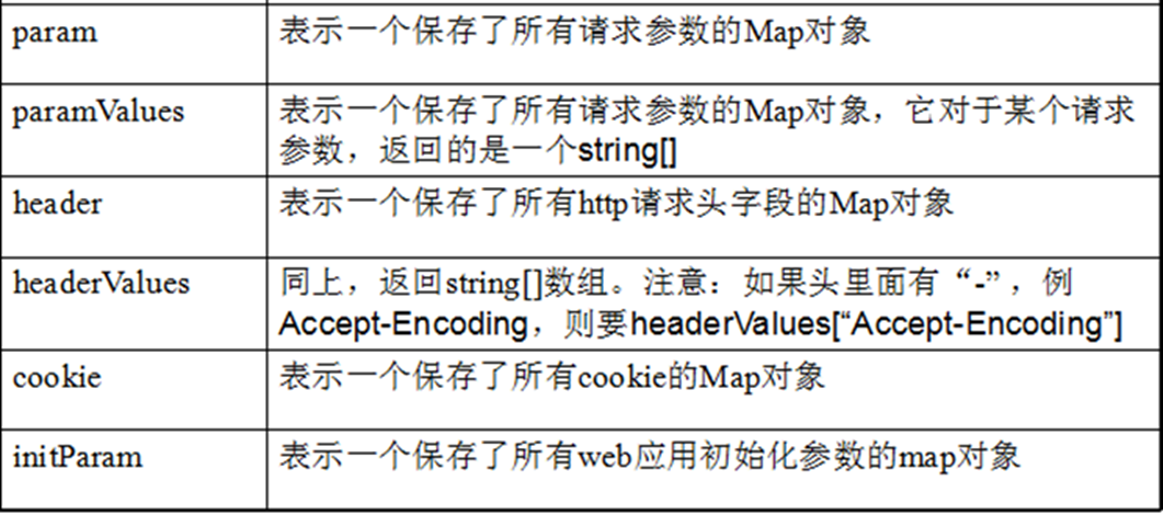 param
表示一个保存了所有请求参数的Map对象
paramValues
表示一个保存了所有请求参数的Map对象，它对于某个请求
参数，返回的是一个string[]
header
表示一个保存了所有http请求头字段的Map对象
headerValues
同上，返回string[]数组。注意：如果头里面有“-”，例
Accept-Encoding，则要headerValues[“Accept-Encoding”]
cookie
表示一个保存了所有cookie的Map对象
initParam
表示一个保存了所有web应用初始化参数的map对象